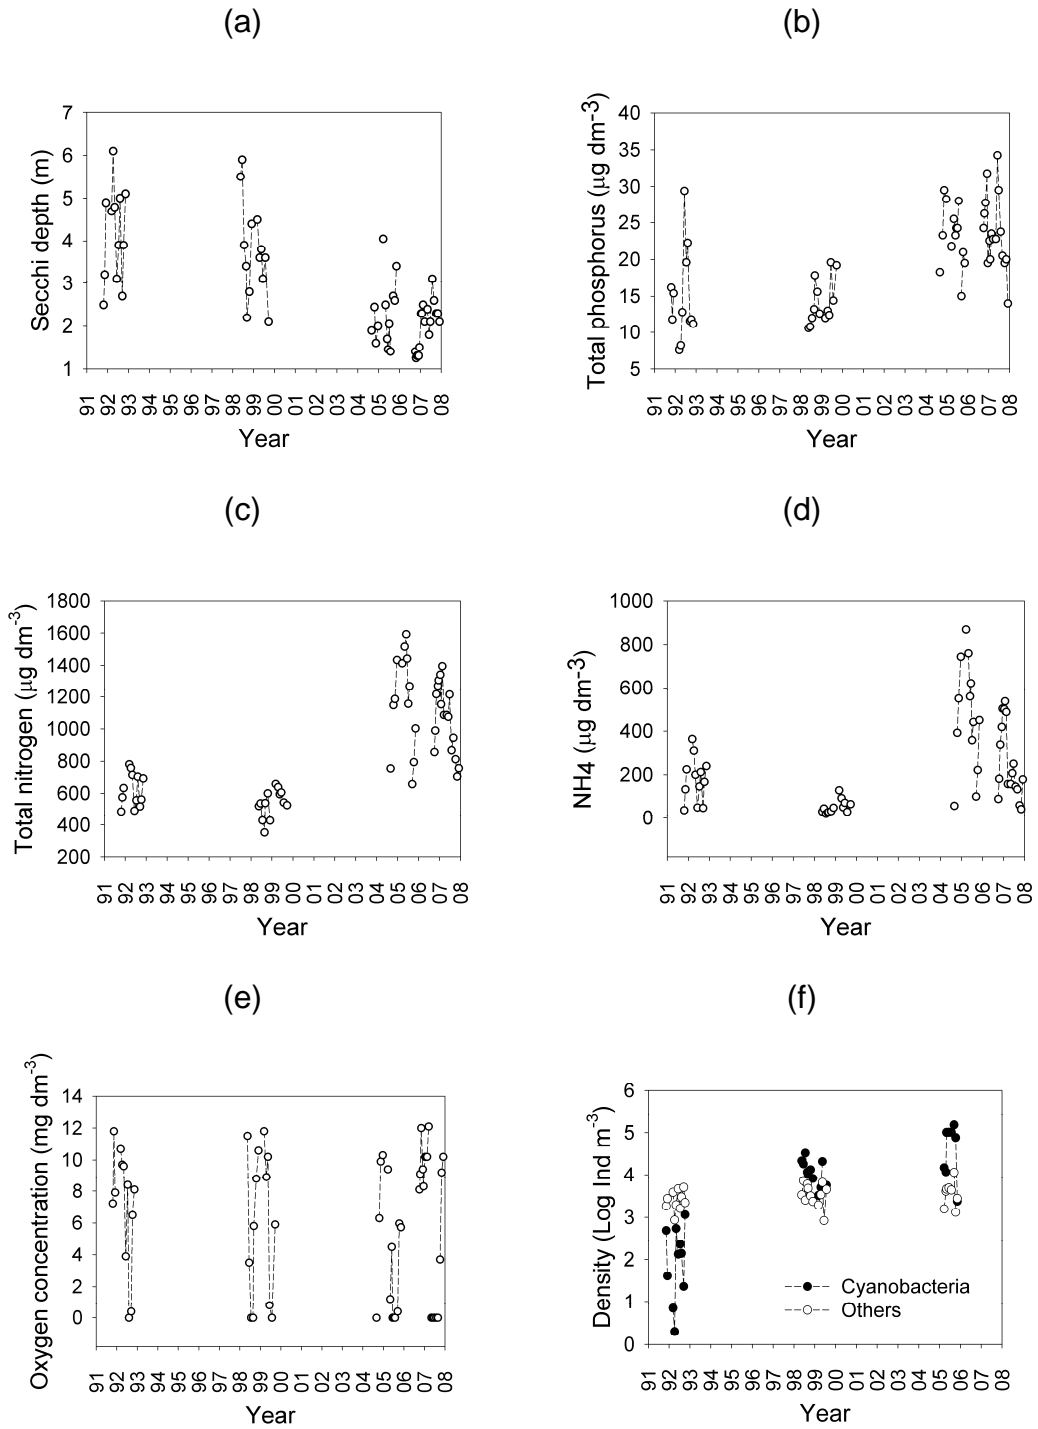 (a)
7
6
5
4
3
2
1
Secchi depth (m)
91 92 93 94 95 96 97 98 99 00 01 02 03 04 05 06 07 08
Year
(b)
40
35
30
25
20
15
10
5
Total phosphorus (µg dm-3)
91 92 93 94 95 96 97 98 99 00 01 02 03 04 05 06 07 08
Year
(c)
1800
1600
1400
1200
1000
800
600
400
200
Total nitrogen (µg dm-3)
91 92 93 94 95 96 97 98 99 00 01 02 03 04 05 06 07 08
Year
(d)
1000
800
600
400
200
0
NH4 (µg dm-3)
91 92 93 94 95 96 97 98 99 00 01 02 03 04 05 06 07 08
Year
(e)
14
12
10
8
6
4
2
0
Oxygen concentration (mg dm-3)
91 92 93 94 95 96 97 98 99 00 01 02 03 04 05 06 07 08
Year
(f)
6
5
4
3
2
1
0
Density (Log Ind m-3)
Cyanobacteria
Others
91 92 93 94 95 96 97 98 99 00 01 02 03 04 05 06 07 08
Year